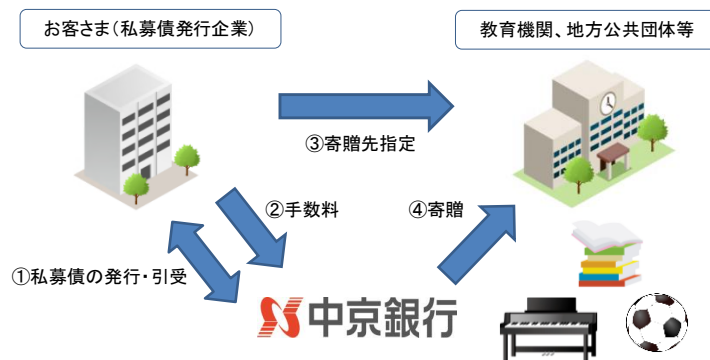 お客さま(私募債発行企業)
教育機関、地方公共団体等
③寄贈先指定
②手数料
④寄贈
①私募債の発行・引受
中京銀行